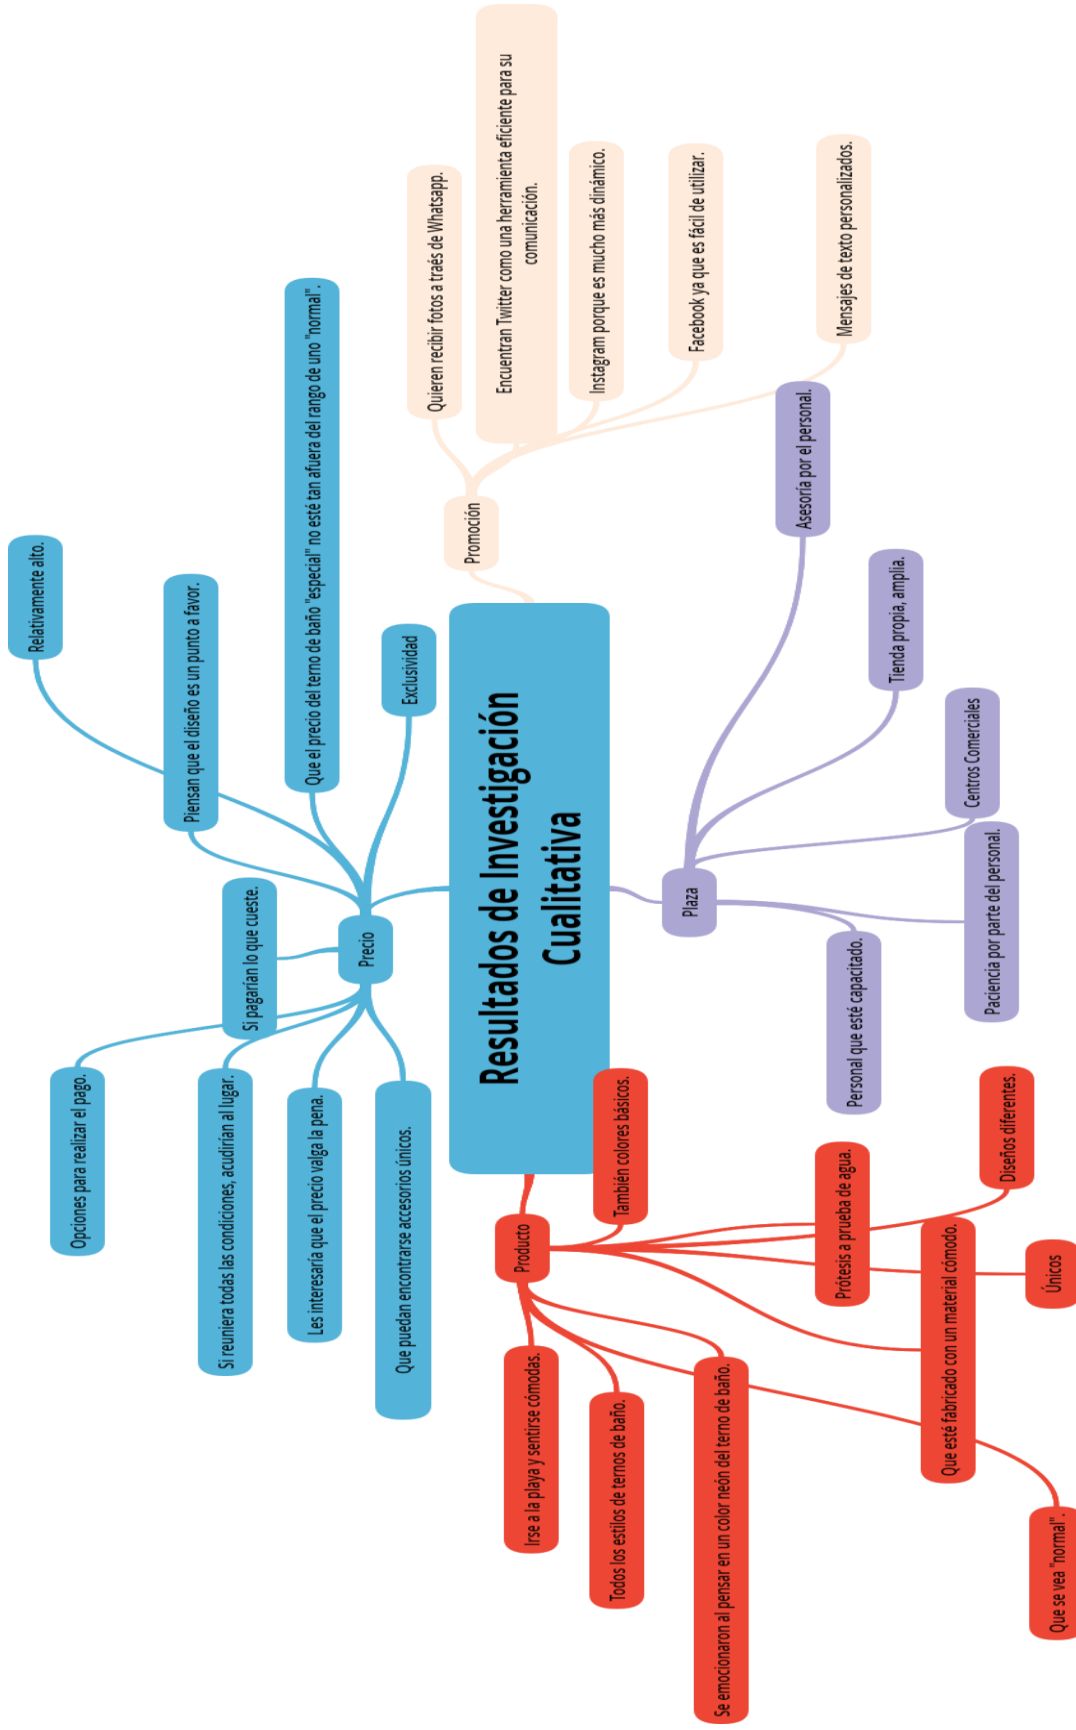 Resultados de Investigación
Cualitativa
Precio
Opciones para realizar el pago.
Si reuniera todas las condiciones, acudirían al lugar.
Si pagarían lo que cueste.
Les interesaría que el precio valga la pena.
Que puedan encontrarse accesorios únicos.
Relativamente alto.
Piensan que el diseño es un punto a favor.
Que el precio del terno de baño "especial" no esté tan afuera del rango de uno "normal".
Exclusividad
Promoción
Quieren recibir fotos a traés de Whatsapp.
Encuentran Twitter como una herramienta eficiente para su
comunicación.
Instagram porque es mucho más dinámico.
Facebook ya que es fácil de utilizar.
Mensajes de texto personalizados.
Plaza
Asesoría por el personal.
Tienda propia, amplia.
Centros Comerciales
Paciencia por parte del personal.
Personal que esté capacitado.
Producto
También colores básicos.
Irse a la playa y sentirse cómodas.
Todos los estilos de ternos de baño.
Se emocionaron al pensar en un color neón del terno de baño.
Prótesis a prueba de agua.
Diseños diferentes.
Que esté fabricado con un material cómodo.
Únicos
Que se vea "normal".